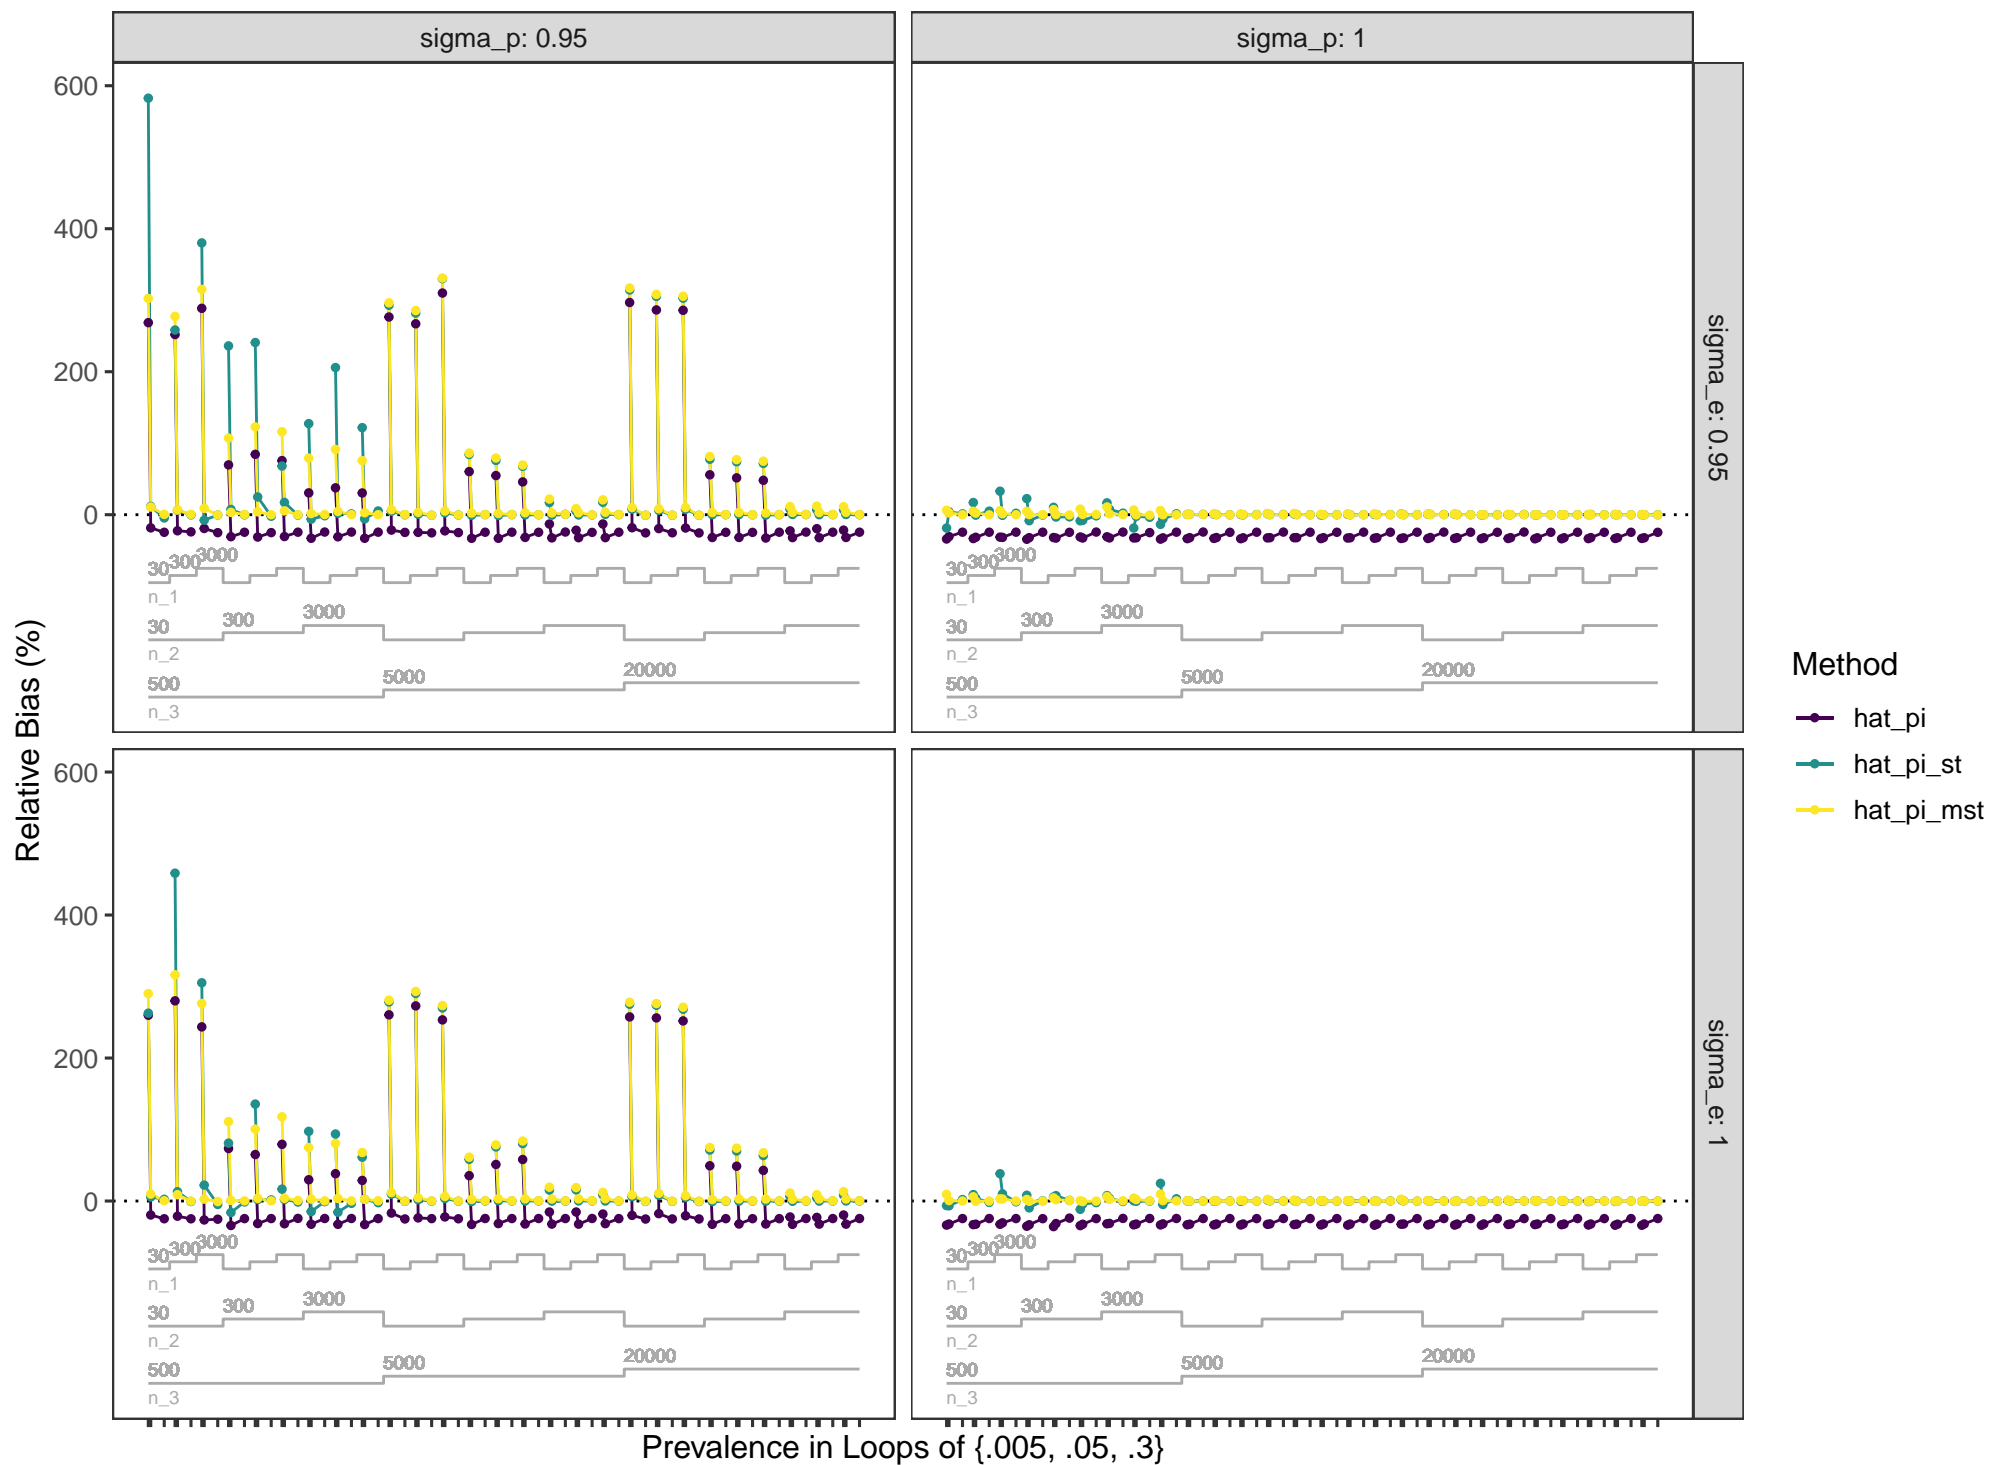 sigma_p: 0.95
sigma_p: 1
600
400
200
0
30 300 3000
n_1
30 300 3000
n_2
500 5000 20000
n_3
30 300 3000
n_1
30 300 3000
n_2
500 5000 20000
n_3
sigma_e: 0.95
600
400
200
0
30 300 3000
n_1
30 300 3000
n_2
500 5000 20000
n_3
30 300 3000
n_1
30 300 3000
n_2
500 5000 20000
n_3
sigma_e: 1
Relative Bias (%)
Prevalence in Loops of {.005, .05, .3}
Method
hat_pi
hat_pi_st
hat_pi_mst